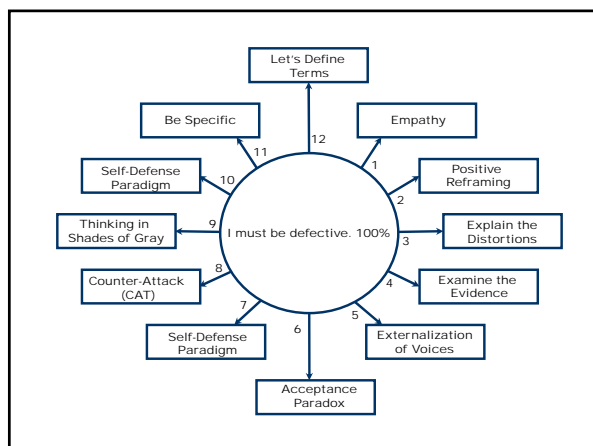 Let's Define
Terms
Be Specific
Empathy
11
12
1
Self-Defense
Paradigm
10
2
Positive
Reframing
Thinking in
Shades of Gray
9
I must be defective. 100%
3
Explain the
Distortions
Counter-Attack
(CAT)
8
4
Examine the
Evidence
7
6
5
Self-Defense
Paradigm
Externalization
of Voices
Acceptance
Paradox